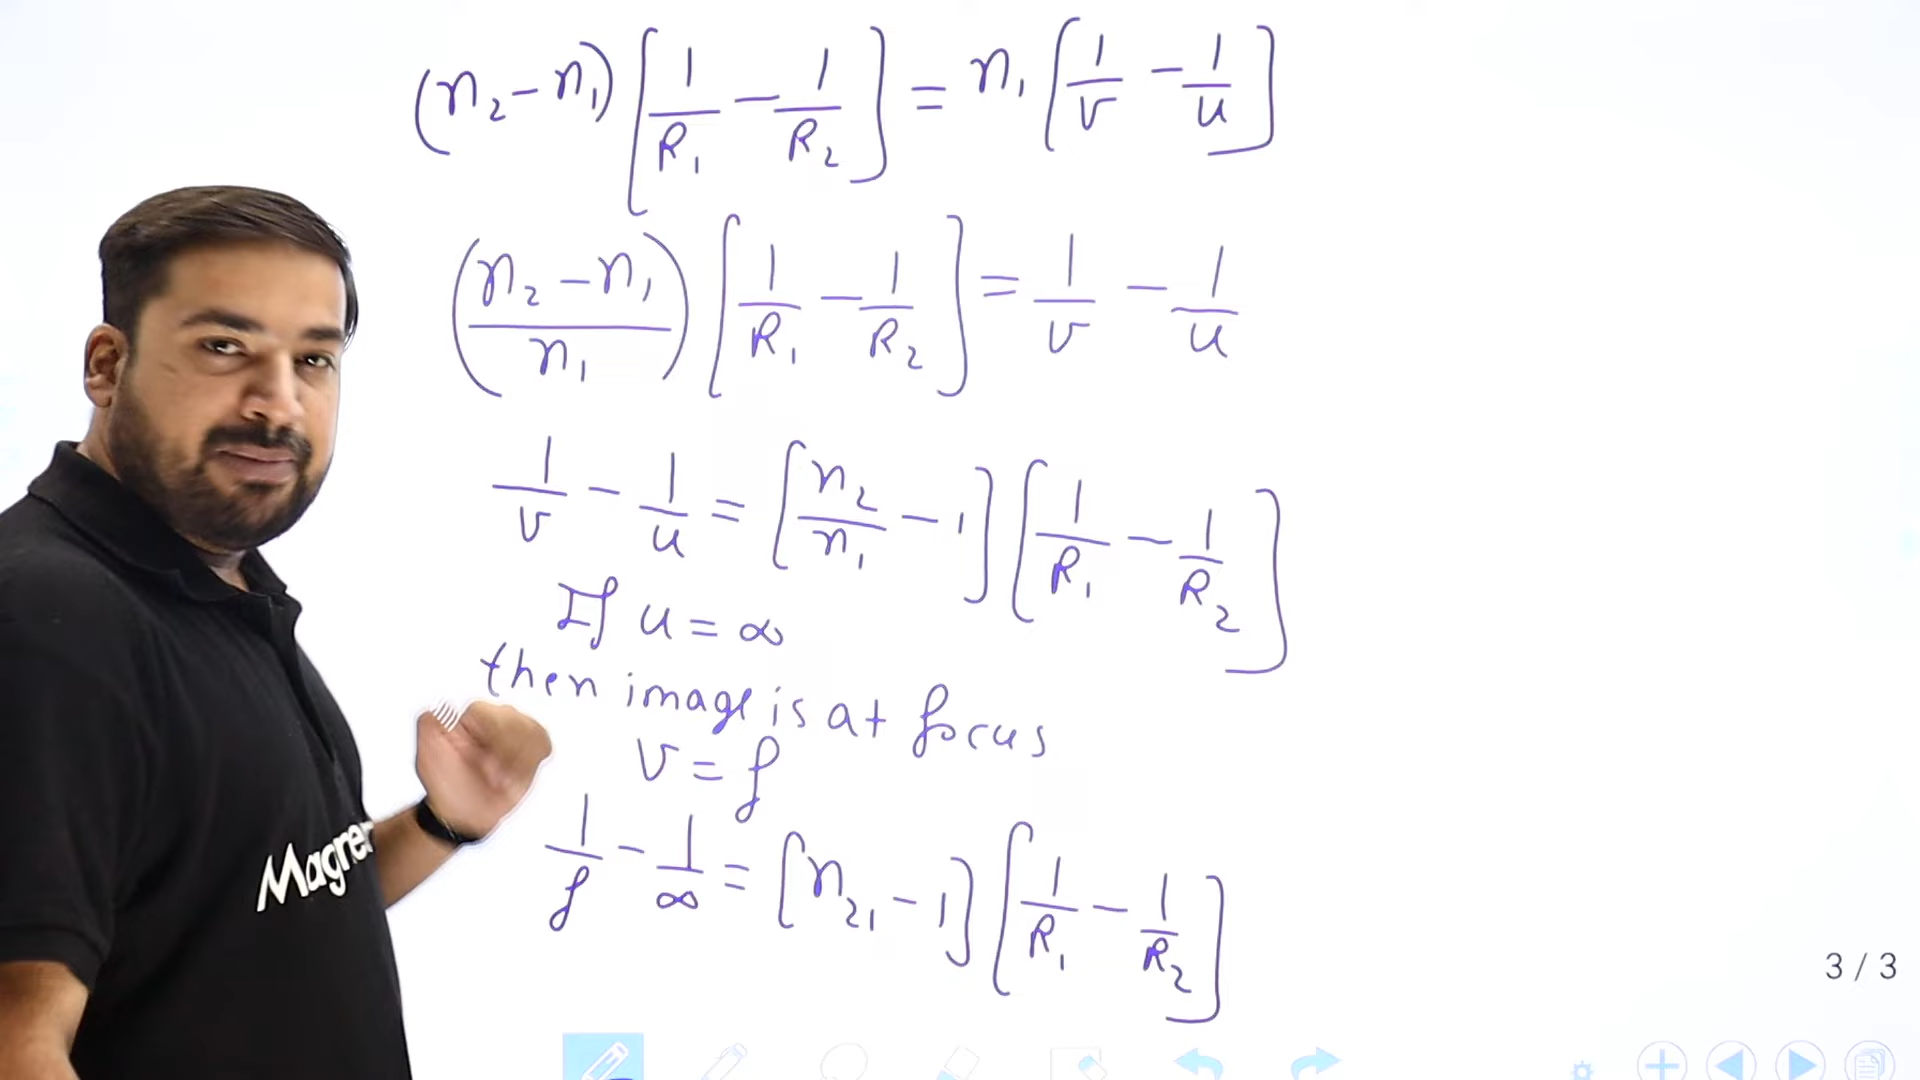 (n₂ - n₁) [1/R₁ - 1/R₂] = n₁ [1/v - 1/u]
((n₂ - n₁)/n₁) [1/R₁ - 1/R₂] = 1/v - 1/u
1/v - 1/u = [n₂/n₁ - 1] [1/R₁ - 1/R₂]
If u = ∞
then image is at focus
v = f
1/f - 1/∞ = [n₂₁ - 1] [1/R₁ - 1/R₂]
3 / 3